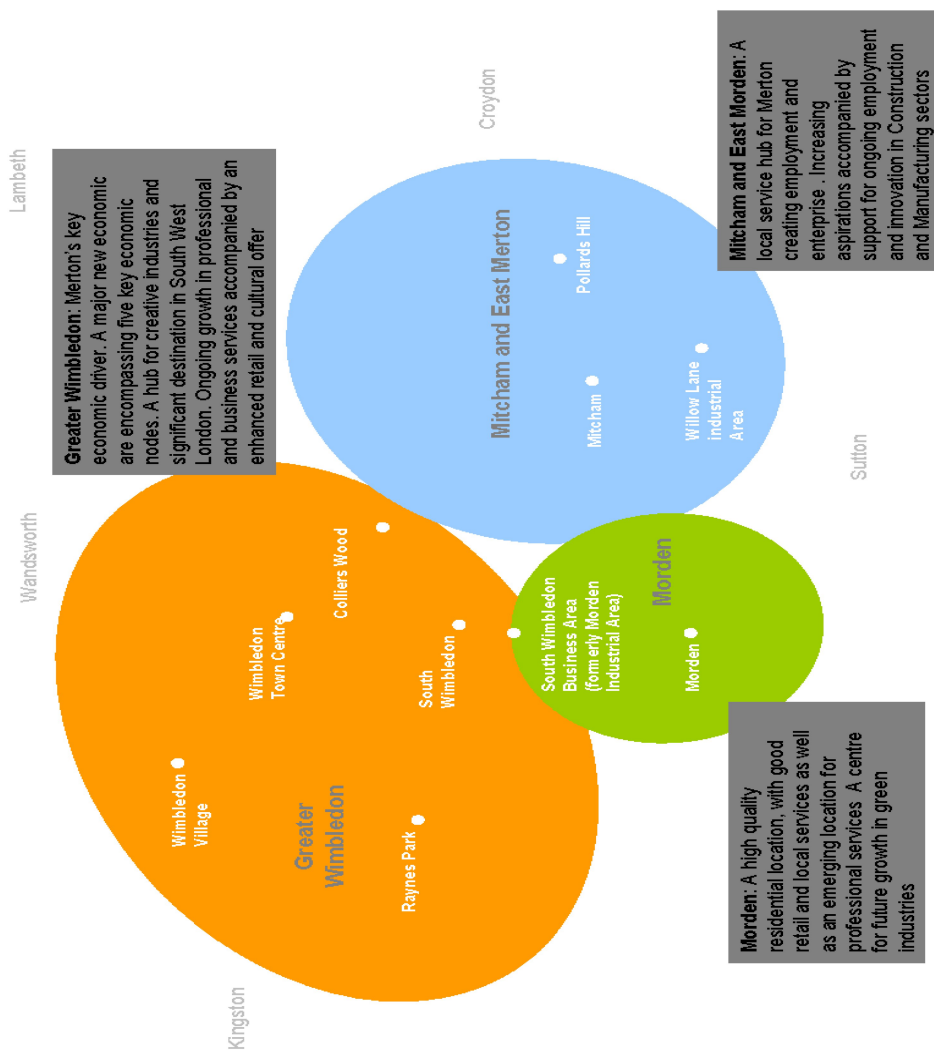 Kingston
Wandsworth
Lambeth
Croydon
Sutton
Greater Wimbledon: Merton's key
economic driver. A major new economic
are encompassing five key economic
nodes. A hub for creative industries and
significant destination in South West
London. Ongoing growth in professional
and business services accompanied by an
enhanced retail and cultural offer
Wimbledon
Village
Wimbledon
Town Centre
Colliers Wood
Greater
Wimbledon
Raynes Park
South
Wimbledon
Mitcham and East Merton
Pollards Hill
Mitcham
Willow Lane
industrial
Area
South Wimbledon
Business Area
(formerly Morden
Industrial Area)
Morden
Morden
Morden: A high quality
residential location, with good
retail and local services as well
as an emerging location for
professional services A centre
for future growth in green
industries
Mitcham and East Morden: A
local service hub for Merton
creating employment and
enterprise . Increasing
aspirations accompanied by
support for ongoing employment
and innovation in Construction
and Manufacturing sectors